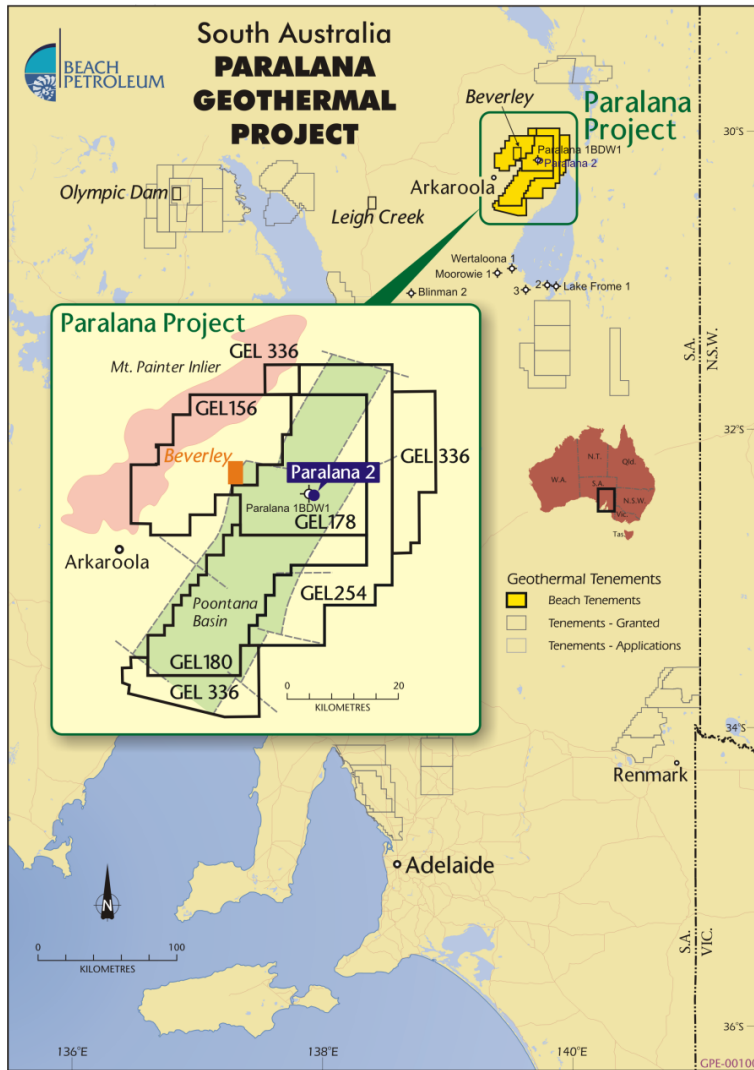 BEACH
PETROLEUM
South Australia
PARALANA
GEOTHERMAL
PROJECT
Beverley
Paralana
Project
30°S
Paralana 1BDW1
Paralana 2
Arkaroola
Olympic Dam
Leigh Creek
Wertaloona 1
Moorowie 1
Blinman 2
3
2
Lake Frome 1
S.A.
N.S.W.
32°S
Paralana Project
GEL 336
Mt. Painter Inlier
GEL156
Beverley
GEL 336
Paralana 2
Paralana 1BDW1
GEL178
Arkaroola
GEL254
Poontana
Basin
GEL180
GEL 336
0
20
KILOMETRES
N.T.
Qld.
W.A.
S.A.
N.S.W.
Vic.
Tas.
Geothermal Tenements
Beach Tenements
Tenements - Granted
Tenements - Applications
34°S
Renmark
Adelaide
N
0
100
KILOMETRES
S.A.
VIC.
36°S
136°E
138°E
140°E
GPE-00100